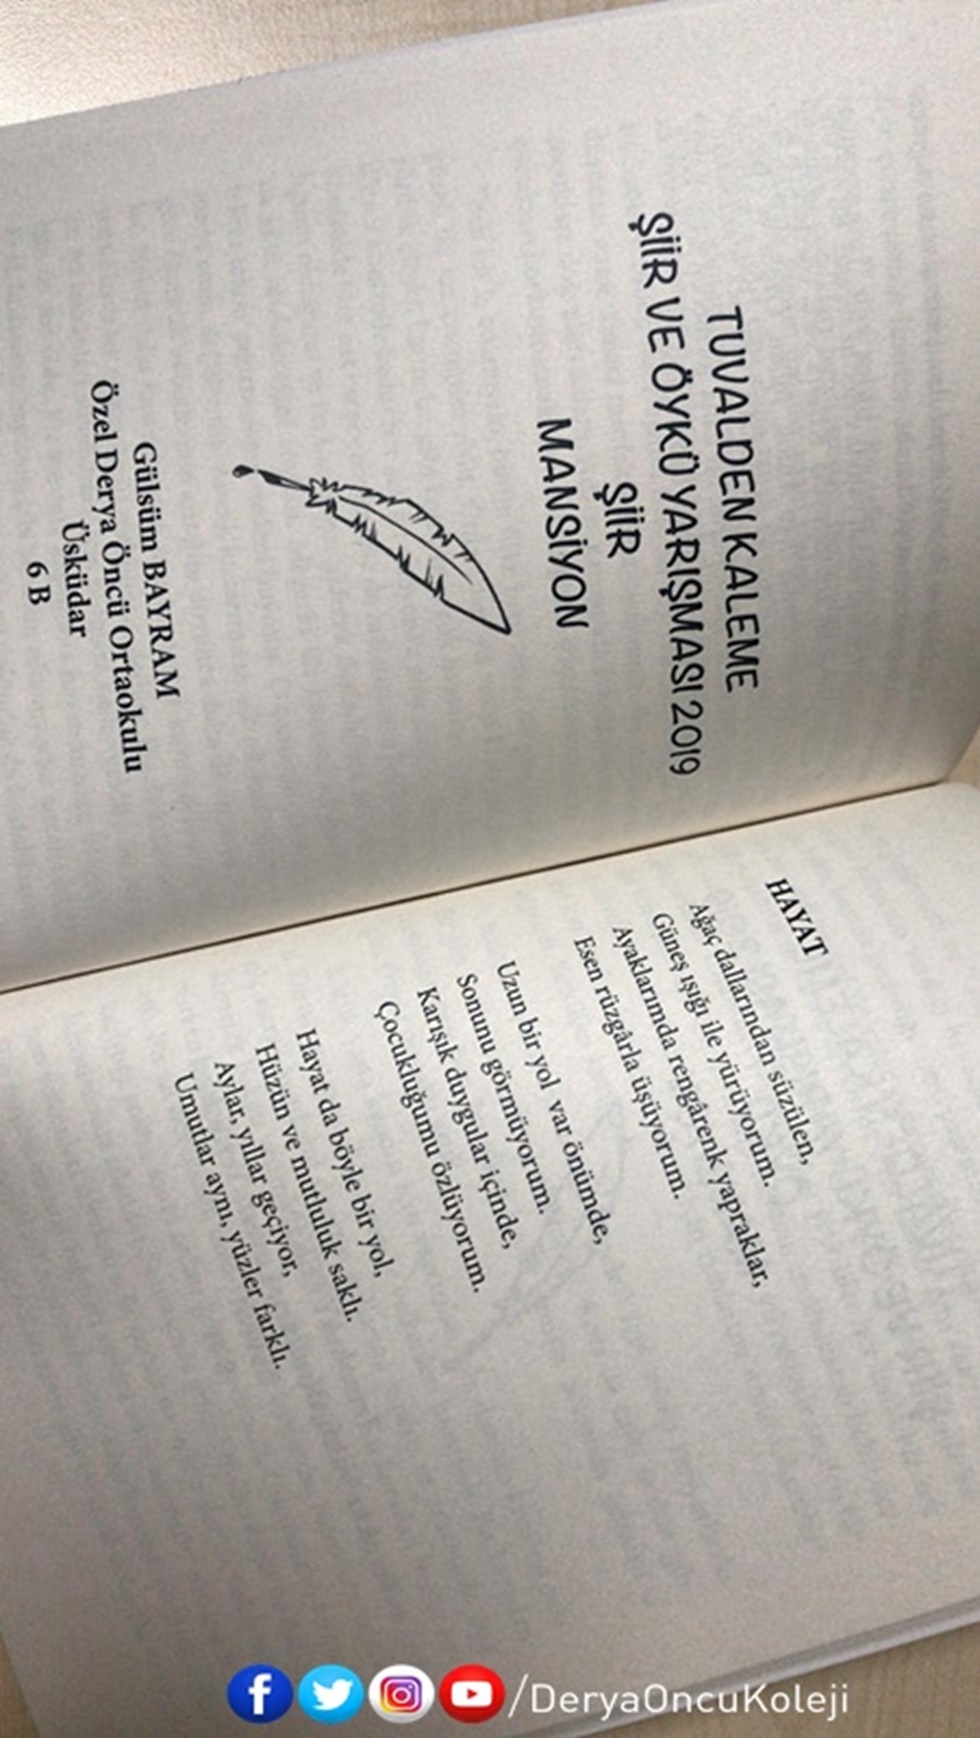 TUVALDEN KALEME
ŞİİR VE ÖYKÜ YARIŞMASI 2019
ŞİİR
MANSİYON
Gülsüm BAYRAM
Özel Derya Öncü Ortaokulu
Üsküdar
6 B
HAYAT
Ağaç dallarından süzülen,
Güneş ışığı ile yürüyorum.
Ayaklarımda rengârenk yapraklar,
Esen rüzgârla üşüyorum.
Uzun bir yol var önümde,
Sonunu görmüyorum.
Karışık duygular içinde,
Çocukluğumu özlüyorum.
Hayat da böyle bir yol,
Hüzün ve mutluluk saklı.
Aylar, yıllar geçiyor,
Umutlar aynı, yüzler farklı.
/DeryaOncuKoleji